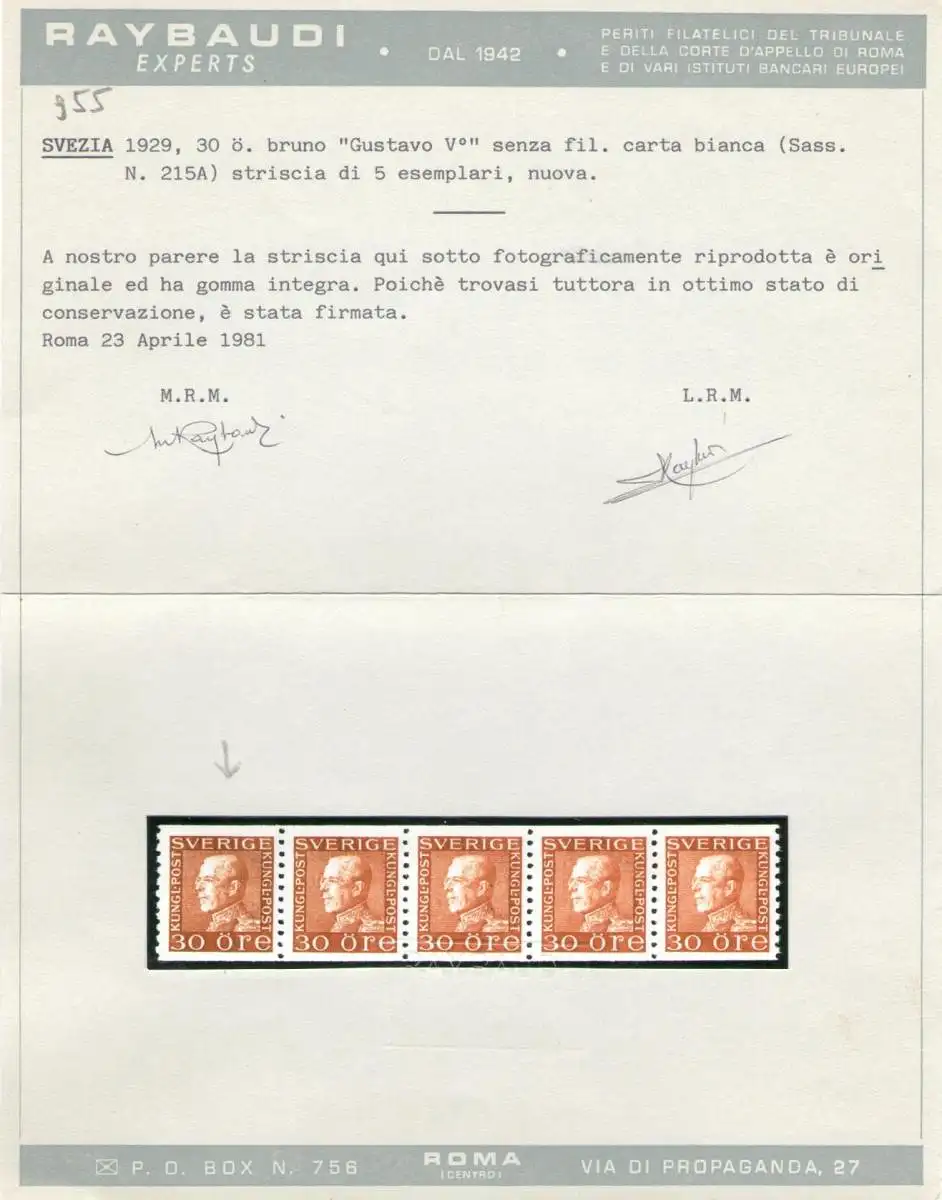 RAYBAUDI
EXPERTS
• DAL 1942 •
PERITI FILATELICI DEL TRIBUNALE
E DELLA CORTE D'APPELLO DI ROMA
E DI VARI ISTITUTI BANCARI EUROPEI
955
SVEZIA 1929, 30 ö. bruno "Gustavo V°" senza fil. carta bianca (Sass.
N. 215A) striscia di 5 esemplari, nuova.
A nostro parere la striscia qui sotto fotograficamente riprodotta è ori
ginale ed ha gomma integra. Poichè trovasi tuttora in ottimo stato di
conservazione, è stata firmata.
Roma 23 Aprile 1981
M.R.M. L.R.M.
SVERIGE SVERIGE SVERIGE SVERIGE SVERIGE
KUNGL·POST KUNGL·POST KUNGL·POST KUNGL·POST KUNGL·POST KUNGL·POST KUNGL·POST KUNGL·POST KUNGL·POST KUNGL·POST
30 ÖRE 30 ÖRE 30 ÖRE 30 ÖRE 30 ÖRE
RAYBAUDI
P. O. BOX N. 756
ROMA
(CENTRO)
VIA DI PROPAGANDA, 27